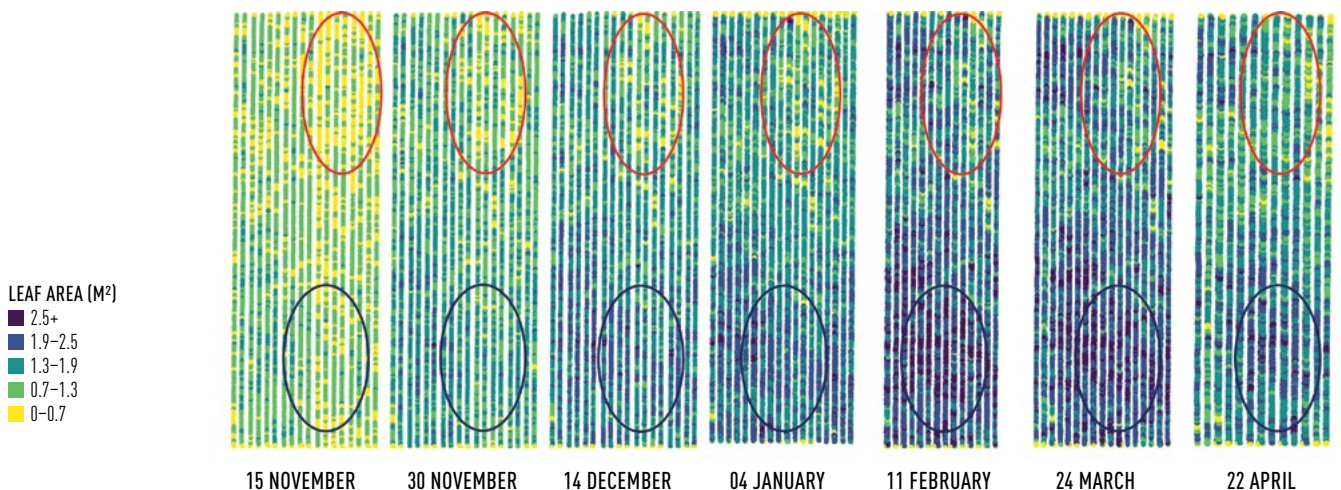 LEAF AREA (M²)
2.5+
1.9–2.5
1.3–1.9
0.7–1.3
0–0.7
15 NOVEMBER
30 NOVEMBER
14 DECEMBER
04 JANUARY
11 FEBRUARY
24 MARCH
22 APRIL